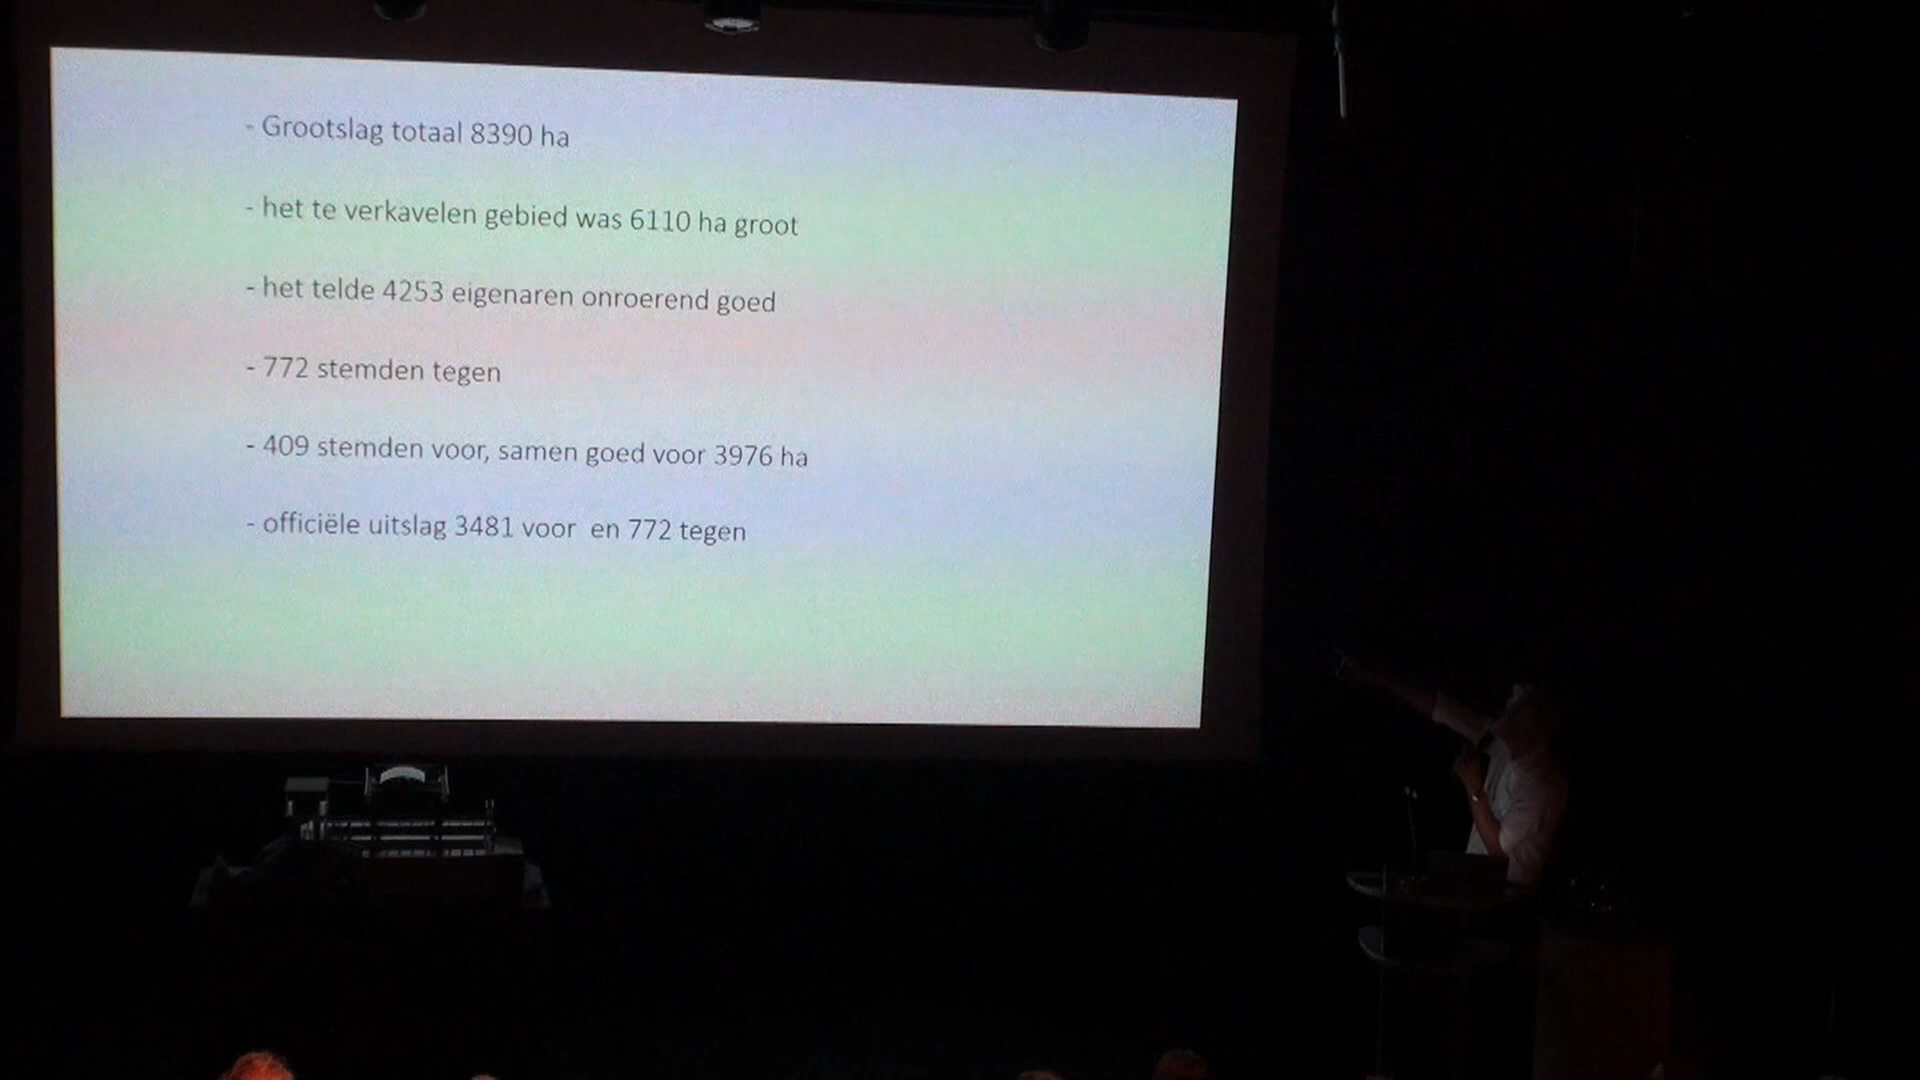 - Grootslag totaal 8390 ha
- het te verkavelen gebied was 6110 ha groot
- het telde 4253 eigenaren onroerend goed
- 772 stemden tegen
- 409 stemden voor, samen goed voor 3976 ha
- officiële uitslag 3481 voor  en 772 tegen